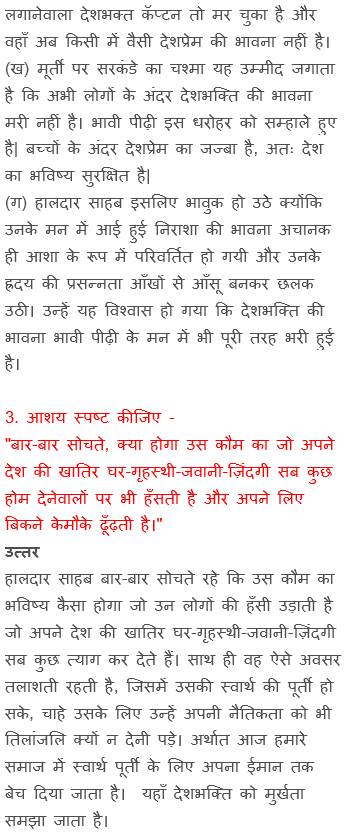 लगानेवाला देशभक्त कॅप्टन तो मर चुका है और
वहाँ अब किसी में वैसी देशप्रेम की भावना नहीं है।
(ख) मूर्ती पर सरकंडे का चश्मा यह उम्मीद जगाता
है कि अभी लोगों के अंदर देशभक्ति की भावना
मरी नहीं है। भावी पीढ़ी इस धरोहर को सम्हाले हुए
है| बच्चों के अंदर देशप्रेम का जज्बा है, अतः देश
का भविष्य सुरक्षित है|
(ग) हालदार साहब इसलिए भावुक हो उठे क्योंकि
उनके मन में आई हुई निराशा की भावना अचानक
ही आशा के रूप में परिवर्तित हो गयी और उनके
ह्रदय की प्रसन्नता आँखों से आँसू बनकर छलक
उठी। उन्हें यह विश्वास हो गया कि देशभक्ति की
भावना भावी पीढ़ी के मन में भी पूरी तरह भरी हुई
है।
3. आशय स्पष्ट कीजिए -
"बार-बार सोचते, क्या होगा उस कौम का जो अपने
देश की खातिर घर-गृहस्थी-जवानी-ज़िंदगी सब कुछ
होम देनेवालों पर भी हँसती है और अपने लिए
बिकने केमौके ढूँढ़ती है।"
उत्तर
हालदार साहब बार-बार सोचते रहे कि उस कौम का
भविष्य कैसा होगा जो उन लोगों की हँसी उड़ाती है
जो अपने देश की खातिर घर-गृहस्थी-जवानी-ज़िंदगी
सब कुछ त्याग कर देते हैं। साथ ही वह ऐसे अवसर
तलाशती रहती है, जिसमें उसकी स्वार्थ की पूर्ती हो
सके, चाहे उसके लिए उन्हें अपनी नैतिकता को भी
तिलांजलि क्यों न देनी पड़े। अर्थात आज हमारे
समाज में स्वार्थ पूर्ती के लिए अपना ईमान तक
बेच दिया जाता है। यहाँ देशभक्ति को मुर्खता
समझा जाता है।